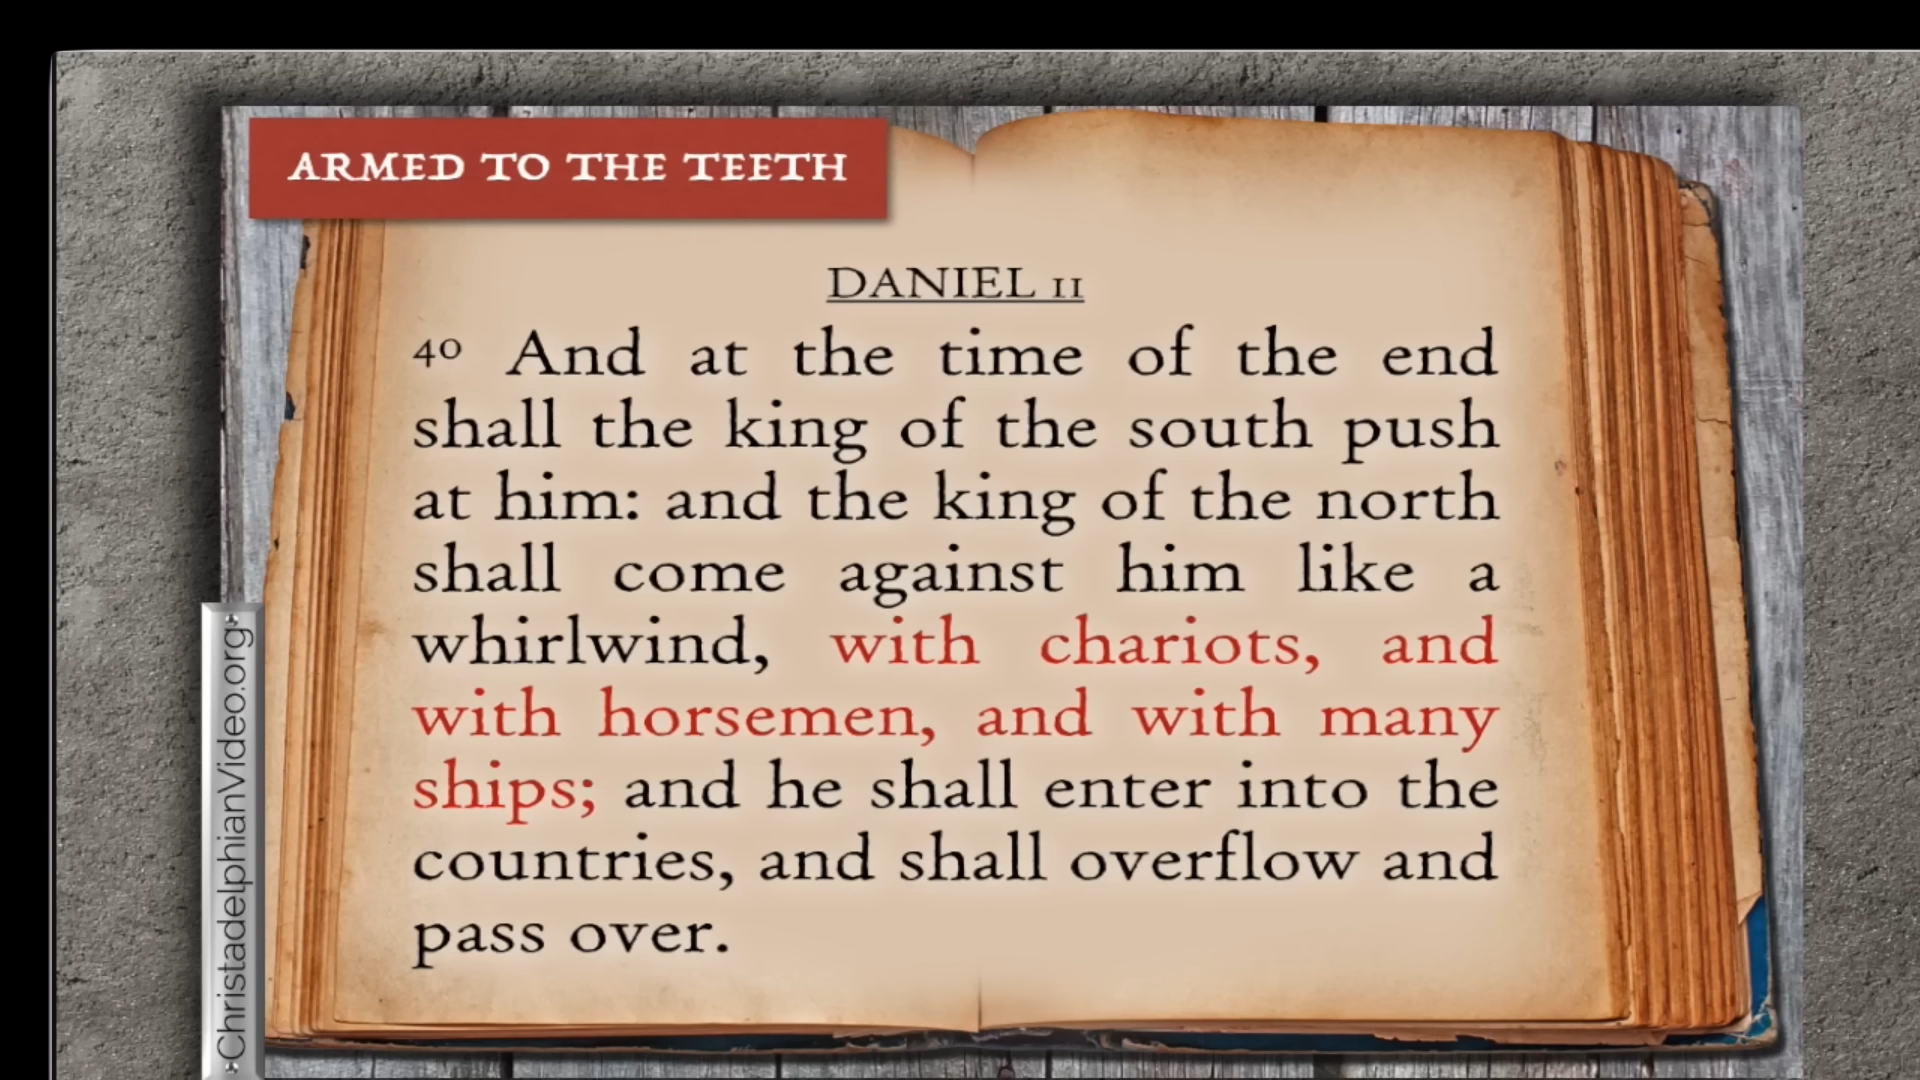 ARMED TO THE TEETH
DANIEL 11
40 And at the time of the end
shall the king of the south push
at him: and the king of the north
shall come against him like a
whirlwind, with chariots, and
with horsemen, and with many
ships; and he shall enter into the
countries, and shall overflow and
pass over.
ChristadelphianVideo.org